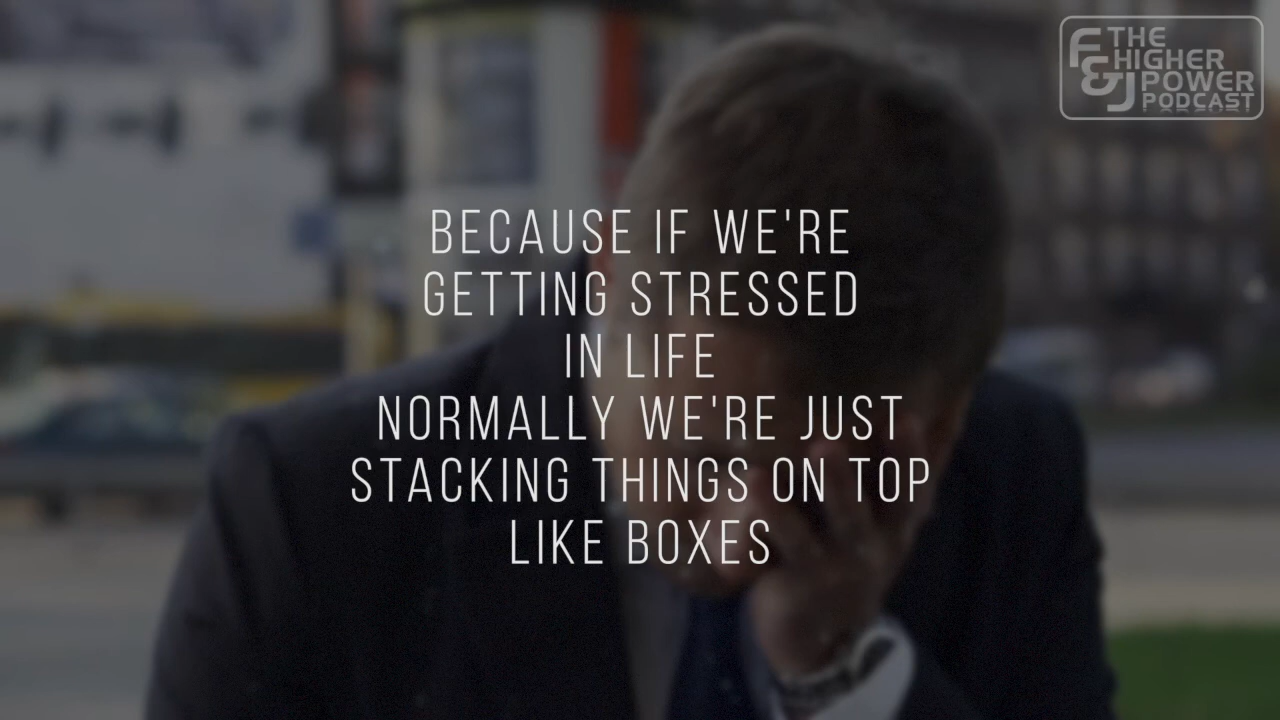 F&J THE
HIGHER
POWER
PODCAST
BECAUSE IF WE'RE
GETTING STRESSED
IN LIFE
NORMALLY WE'RE JUST
STACKING THINGS ON TOP
LIKE BOXES